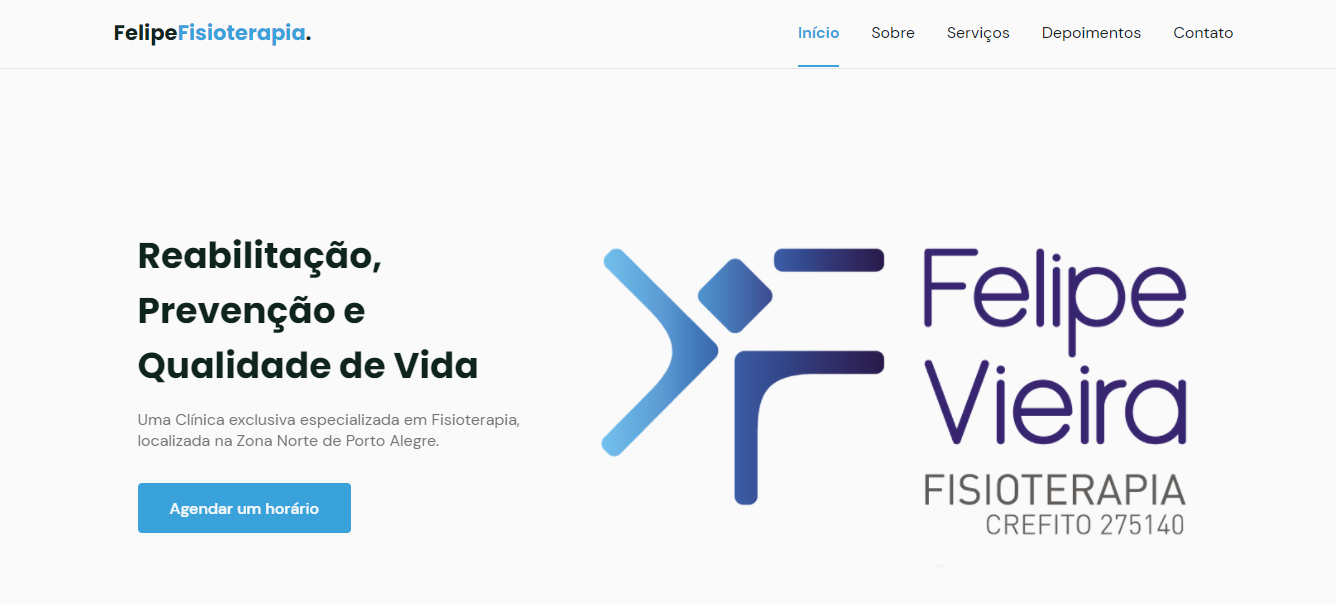 FelipeFisioterapia.
Início Sobre Serviços Depoimentos Contato
Reabilitação,
Prevenção e
Qualidade de Vida
Uma Clínica exclusiva especializada em Fisioterapia,
localizada na Zona Norte de Porto Alegre.
Agendar um horário
Felipe
Vieira
FISIOTERAPIA
CREFITO 275140